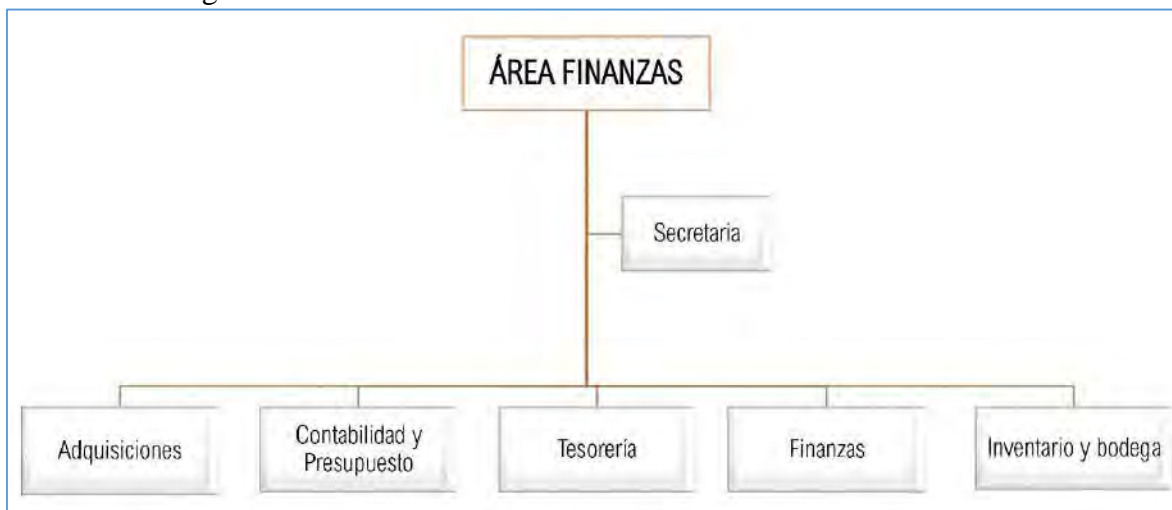 ÁREA FINANZAS
Secretaria
Adquisiciones
Contabilidad y
Presupuesto
Tesorería
Finanzas
Inventario y bodega